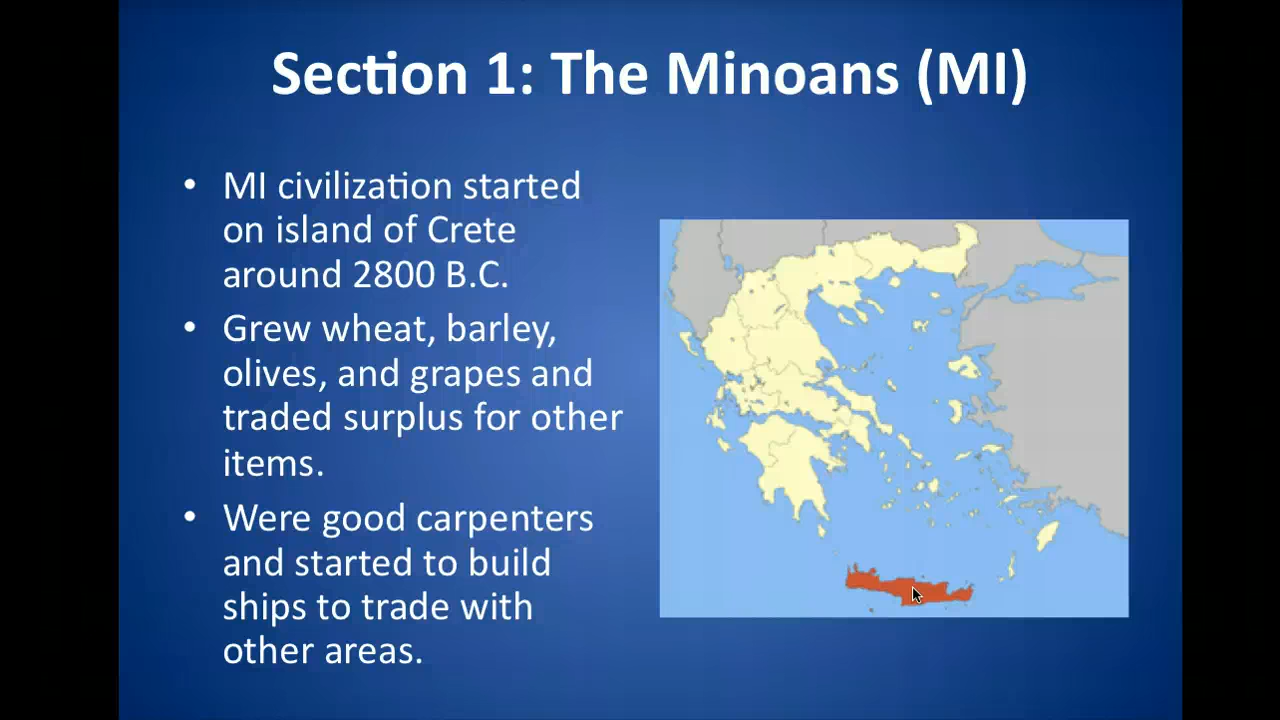 Section 1: The Minoans (MI)
• MI civilization started
on island of Crete
around 2800 B.C.
• Grew wheat, barley,
olives, and grapes and
traded surplus for other
items.
• Were good carpenters
and started to build
ships to trade with
other areas.